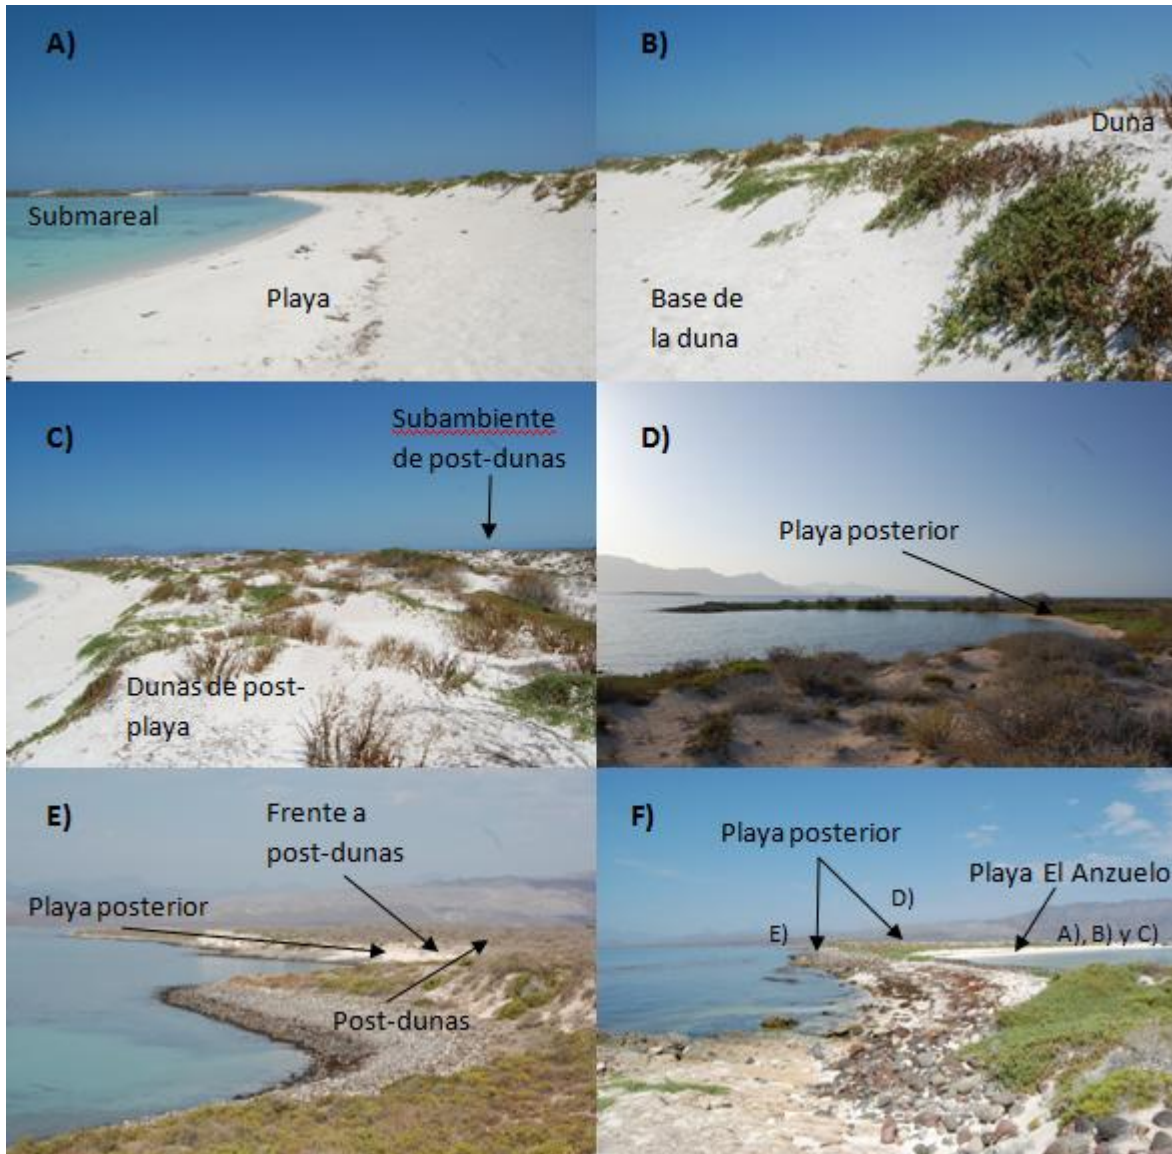 A)
Submareal
Playa
B)
Duna
Base de
la duna
C)
Subambiente
de post-dunas
Dunas de post-
playa
D)
Playa posterior
E)
Frente a
post-dunas
Playa posterior
Post-dunas
F)
Playa posterior
D)
Playa El Anzuelo
E)
A), B) y C)